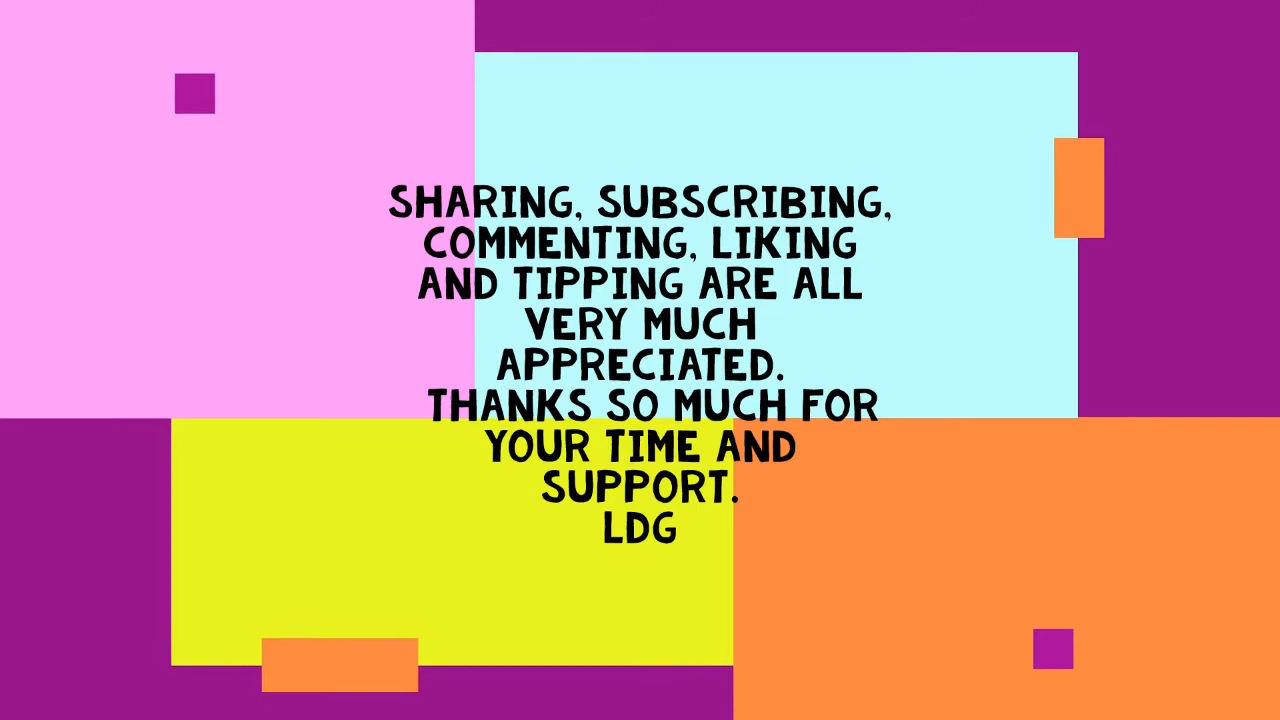 SHARING, SUBSCRIBING,
COMMENTING, LIKING
AND TIPPING ARE ALL
VERY MUCH
APPRECIATED.
THANKS SO MUCH FOR
YOUR TIME AND
SUPPORT.
LDG